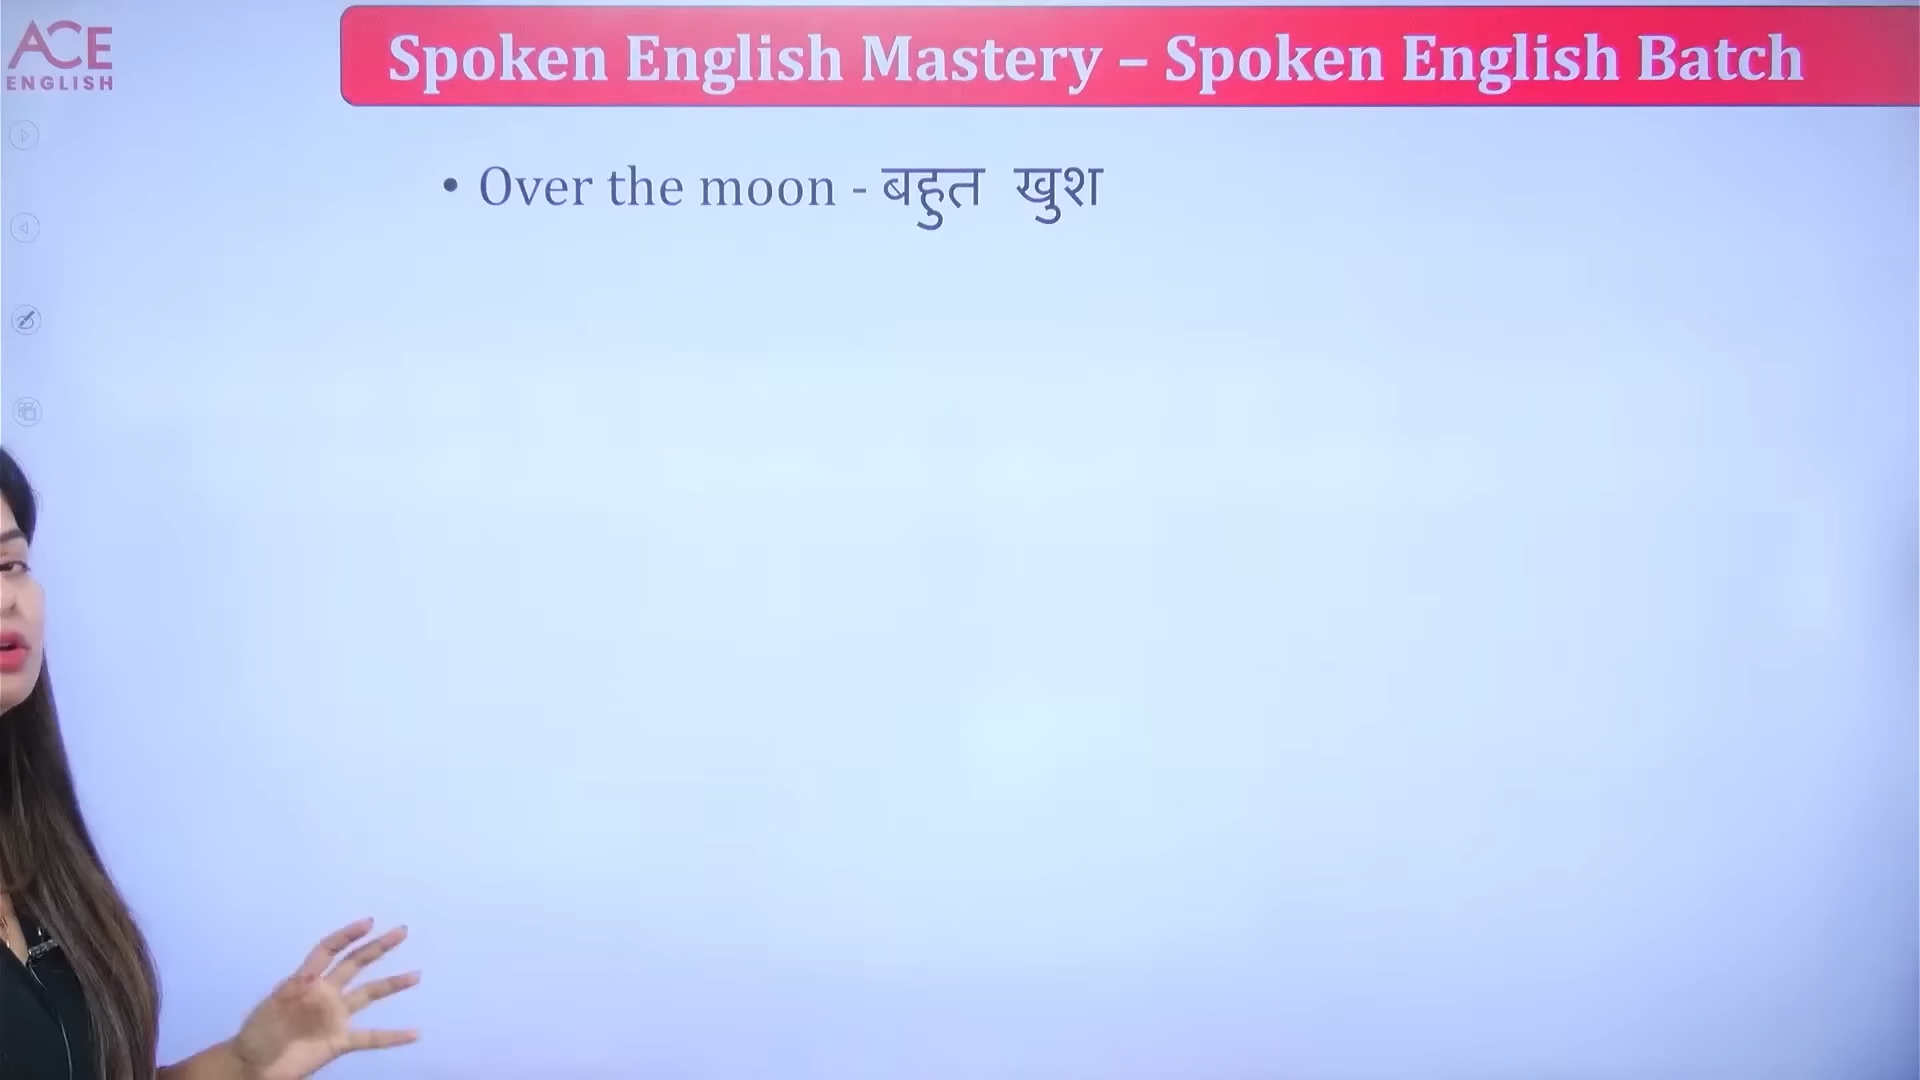 ACE
ENGLISH
Spoken English Mastery – Spoken English Batch
• Over the moon - बहुत खुश